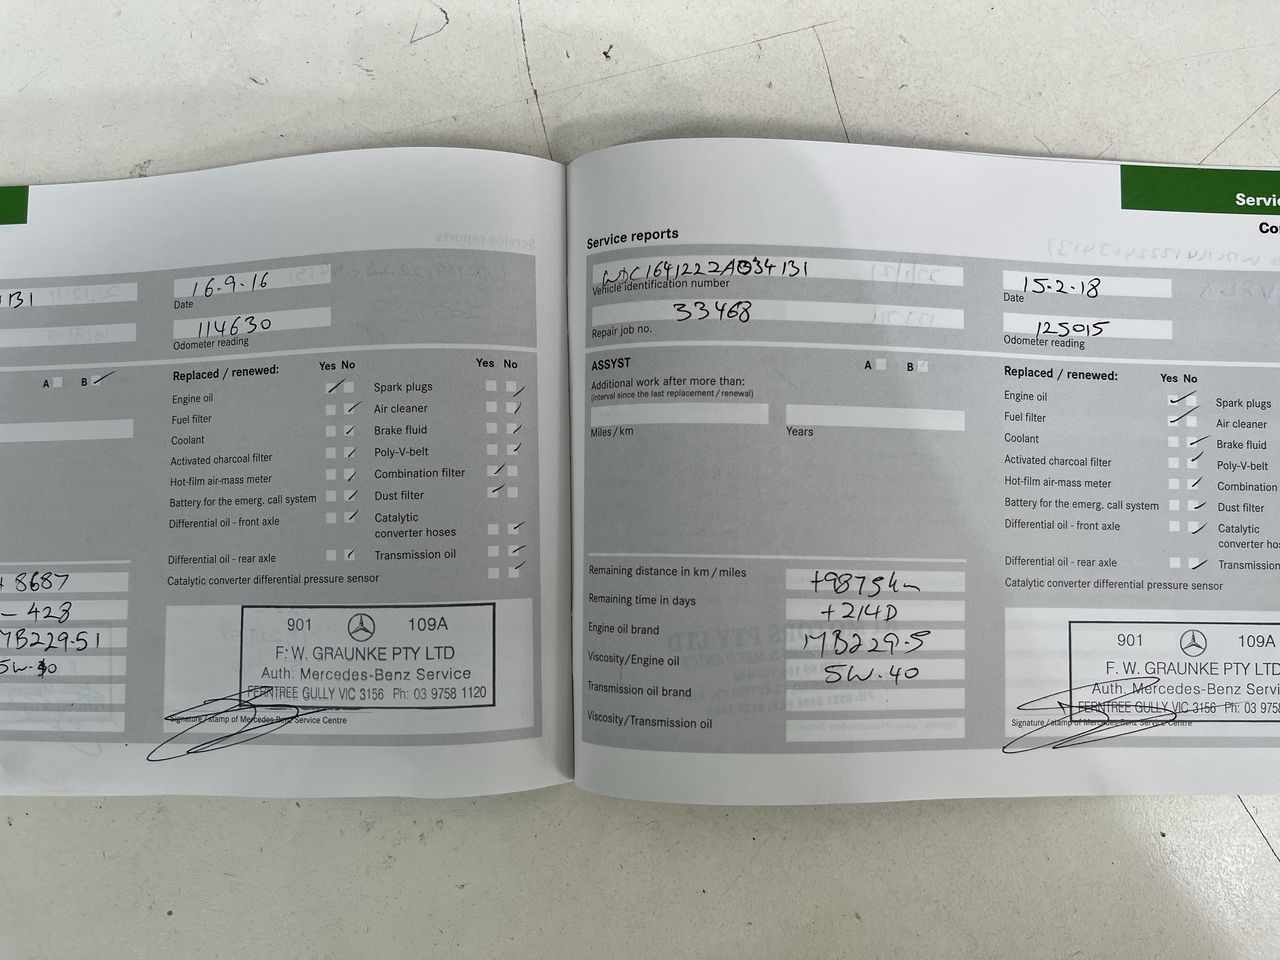 131
16.9.16
Date
114630
Odometer reading
A B
Replaced / renewed:
Yes No
Yes No
Engine oil
Spark plugs
Fuel filter
Air cleaner
Coolant
Brake fluid
Activated charcoal filter
Poly-V-belt
Hot-film air-mass meter
Combination filter
Battery for the emerg. call system
Dust filter
Differential oil - front axle
Catalytic
converter hoses
Differential oil - rear axle
Transmission oil
Catalytic converter differential pressure sensor
+ 8687
- 428
MB229.51
901 109A
F. W. GRAUNKE PTY LTD
Auth. Mercedes-Benz Service
FERNTREE GULLY VIC 3156 Ph: 03 9758 1120
Signature / stamp of Mercedes-Benz Service Centre
Servi
Co
Service reports
WDC1641222A034131
Vehicle identification number
33468
Repair job no.
15.2.18
Date
125015
Odometer reading
ASSYST
A B
Additional work after more than:
(interval since the last replacement / renewal)
Miles / km
Years
Replaced / renewed:
Yes No
Engine oil
Spark plugs
Fuel filter
Air cleaner
Coolant
Brake fluid
Activated charcoal filter
Poly-V-belt
Hot-film air-mass meter
Combination
Battery for the emerg. call system
Dust filter
Differential oil - front axle
Catalytic
converter hos
Differential oil - rear axle
Transmission
Catalytic converter differential pressure sensor
Remaining distance in km / miles
+9875km
Remaining time in days
+214D
Engine oil brand
MB229.5
Viscosity/Engine oil
5W.40
Transmission oil brand
Viscosity/Transmission oil
901 109A
F. W. GRAUNKE PTY LTD
Auth. Mercedes-Benz Servi
FERNTREE GULLY VIC 3156 Ph: 03 975
Signature / stamp of Mercedes-Benz Service Centre